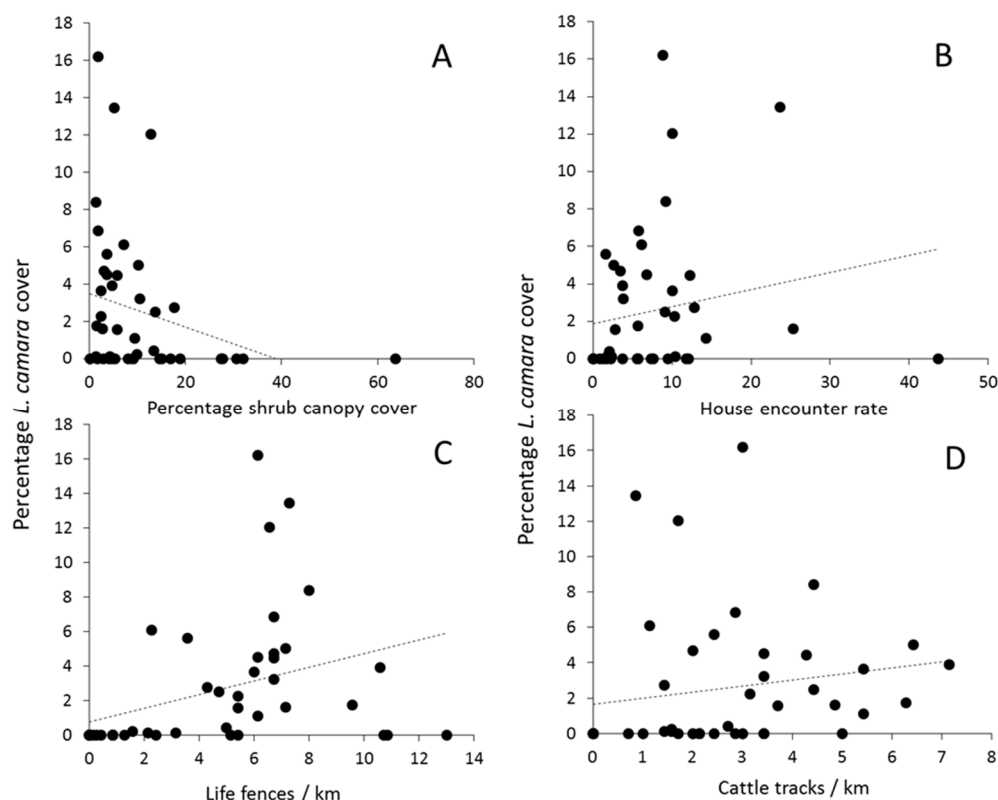 A
Percentage L. camara cover
18
16
14
12
10
8
6
4
2
0
0 20 40 60 80
Percentage shrub canopy cover
B
Percentage L. camara cover
18
16
14
12
10
8
6
4
2
0
0 10 20 30 40 50
House encounter rate
C
18
16
14
12
10
8
6
4
2
0
0 2 4 6 8 10 12 14
Life fences / km
D
18
16
14
12
10
8
6
4
2
0
0 1 2 3 4 5 6 7 8
Cattle tracks / km